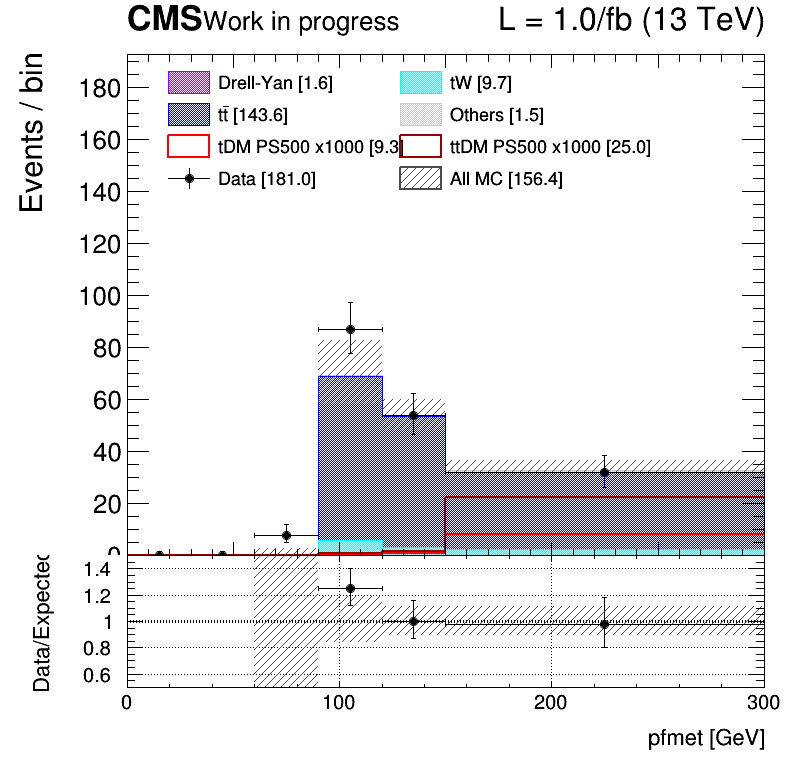 CMS Work in progress L = 1.0/fb (13 TeV)
Events / bin
Drell-Yan [1.6] tW [9.7]
tt̄ [143.6] Others [1.5]
tDM PS500 x1000 [9.3 ttDM PS500 x1000 [25.0]
Data [181.0] All MC [156.4]
180
160
140
120
100
80
60
40
20
0
Data/Expected
1.4
1.2
1
0.8
0.6
0 100 200 300
pfmet [GeV]